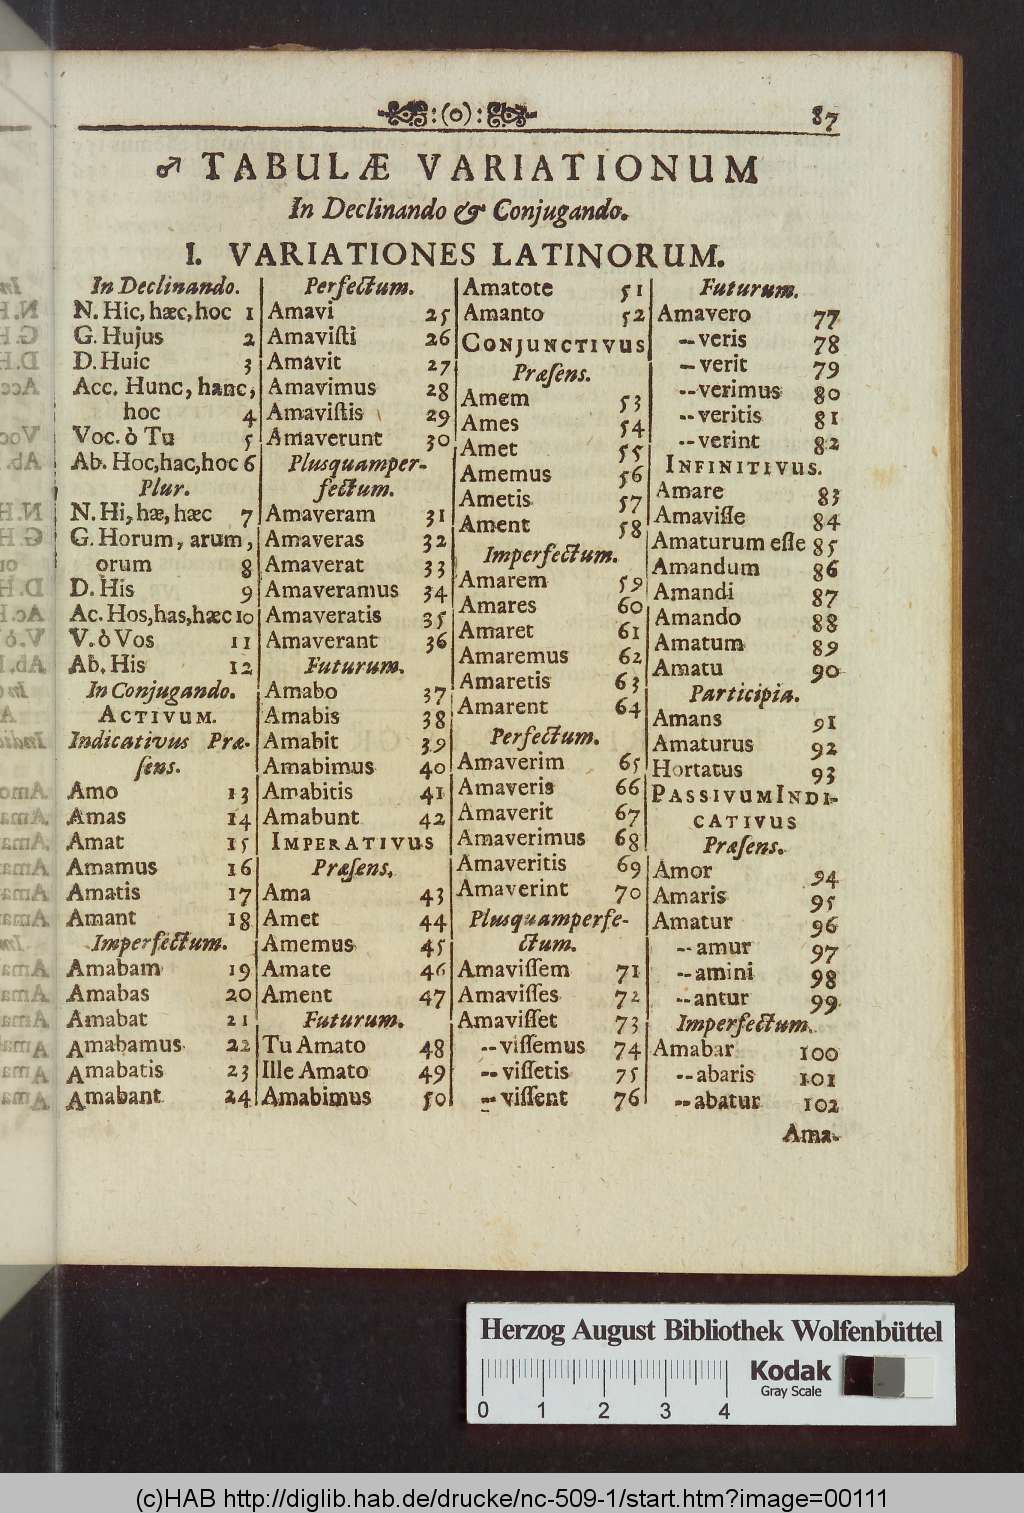 :(o): 87
♂ TABULÆ VARIATIONUM
In Declinando & Conjugando.
I. VARIATIONES LATINORUM.
In Declinando.
N. Hic, hæc, hoc 1
G. Hujus 2
D. Huic 3
Acc. Hunc, hanc,
hoc 4
Voc. ò Tu 5
Ab. Hoc, hac, hoc 6
Plur.
N. Hi, hæ, hæc 7
G. Horum, arum,
orum 8
D. His 9
Ac. Hos, has, hæc 10
V. ò Vos 11
Ab. His 12
In Conjugando.
ACTIVUM.
Indicativus Præ-
ſens.
Amo 13
Amas 14
Amat 15
Amamus 16
Amatis 17
Amant 18
Imperfectum.
Amabam 19
Amabas 20
Amabat 21
Amabamus 22
Amabatis 23
Amabant 24
Perfectum.
Amavi 25
Amaviſti 26
Amavit 27
Amavimus 28
Amaviſtis 29
Amaverunt 30
Plusquamper-
fectum.
Amaveram 31
Amaveras 32
Amaverat 33
Amaveramus 34
Amaveratis 35
Amaverant 36
Futurum.
Amabo 37
Amabis 38
Amabit 39
Amabimus 40
Amabitis 41
Amabunt 42
IMPERATIVUS
Præſens.
Ama 43
Amet 44
Amemus 45
Amate 46
Ament 47
Futurum.
Tu Amato 48
Ille Amato 49
Amabimus 50
Amatote 51
Amanto 52
CONJUNCTIVUS
Præſens.
Amem 53
Ames 54
Amet 55
Amemus 56
Ametis 57
Ament 58
Imperfectum.
Amarem 59
Amares 60
Amaret 61
Amaremus 62
Amaretis 63
Amarent 64
Perfectum.
Amaverim 65
Amaveris 66
Amaverit 67
Amaverimus 68
Amaveritis 69
Amaverint 70
Plusquamperfe-
ctum.
Amaviſſem 71
Amaviſſes 72
Amaviſſet 73
--viſſemus 74
--viſſetis 75
--viſſent 76
Futurum.
Amavero 77
--veris 78
--verit 79
--verimus 80
--veritis 81
--verint 82
INFINITIVUS.
Amare 83
Amaviſſe 84
Amaturum eſſe 85
Amandum 86
Amandi 87
Amando 88
Amatum 89
Amatu 90
Participia.
Amans 91
Amaturus 92
Hortatus 93
PASSIVUM INDI-
CATIVUS
Præſens.
Amor 94
Amaris 95
Amatur 96
--amur 97
--amini 98
--antur 99
Imperfectum.
Amabar 100
--abaris 101
--abatur 102
Ama-
Herzog August Bibliothek Wolfenbüttel
Kodak
Gray Scale
0 1 2 3 4
(c)HAB http://diglib.hab.de/drucke/nc-509-1/start.htm?image=00111